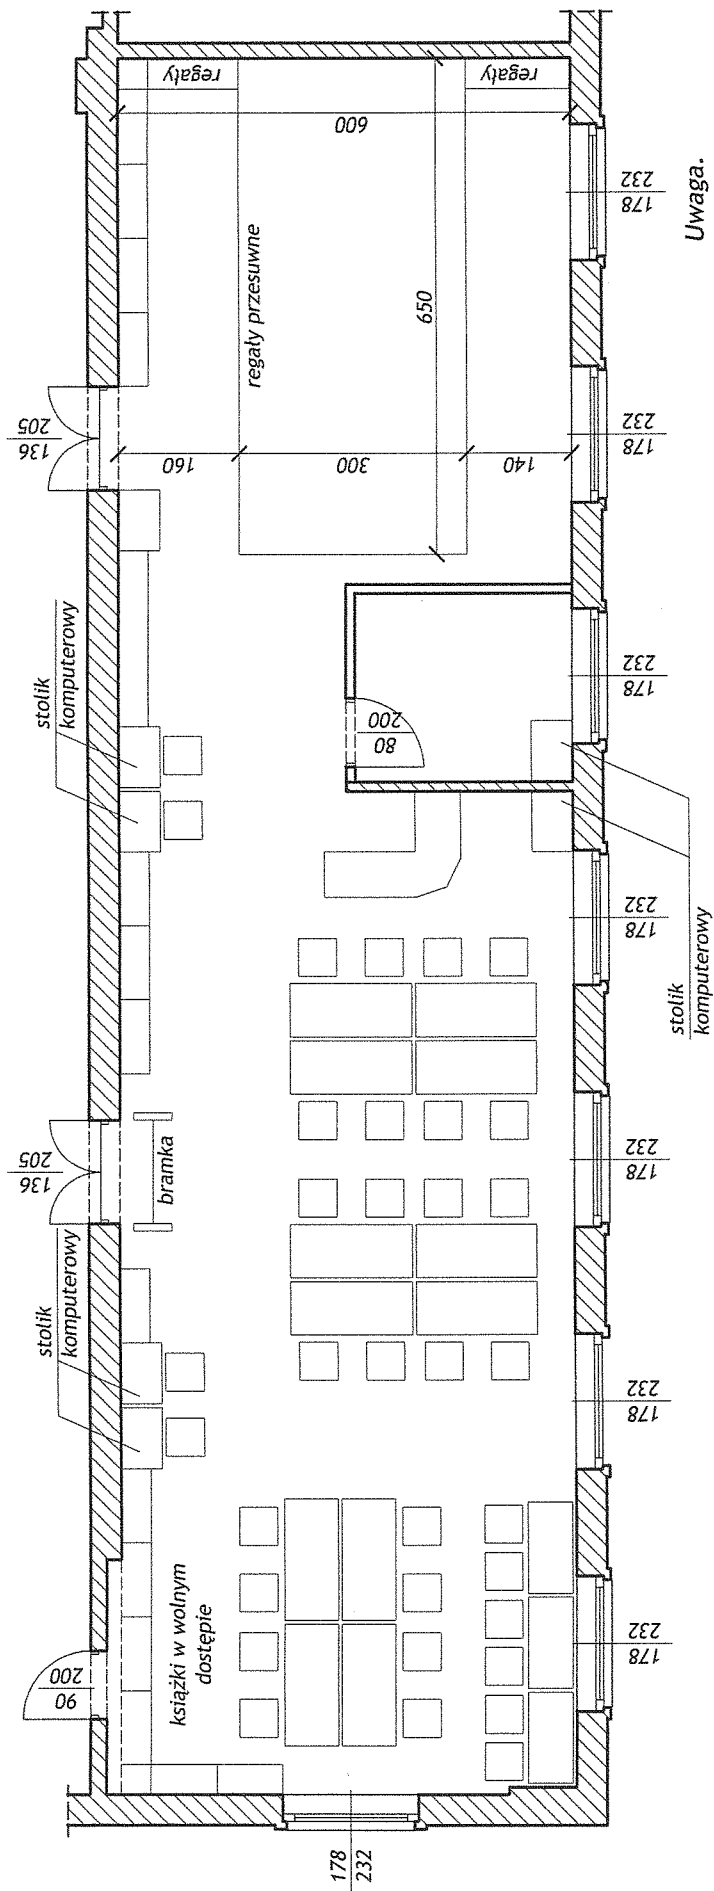 regały
regały
600
232
178
Uwaga.
regały przesuwne
650
205
136
232
178
160
300
140
stolik
komputerowy
200
80
232
178
232
178
stolik
komputerowy
205
136
bramka
232
178
stolik
komputerowy
232
178
książki w wolnym
dostępie
200
90
232
178
178
232